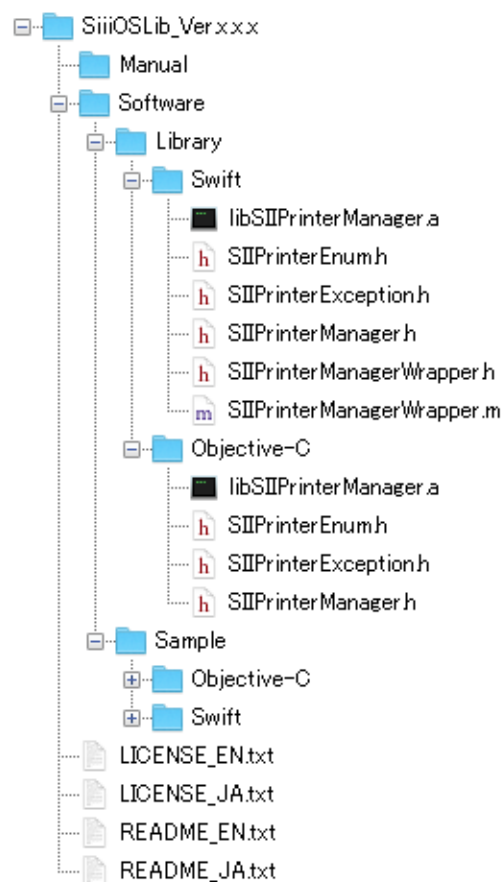 SiiiOSLib_Ver.x.x.x
Manual
Software
Library
Swift
libSIIPrinterManager.a
SIIPrinterEnum.h
SIIPrinterException.h
SIIPrinterManager.h
SIIPrinterManagerWrapper.h
SIIPrinterManagerWrapper.m
Objective-C
libSIIPrinterManager.a
SIIPrinterEnum.h
SIIPrinterException.h
SIIPrinterManager.h
Sample
Objective-C
Swift
LICENSE_EN.txt
LICENSE_JA.txt
README_EN.txt
README_JA.txt